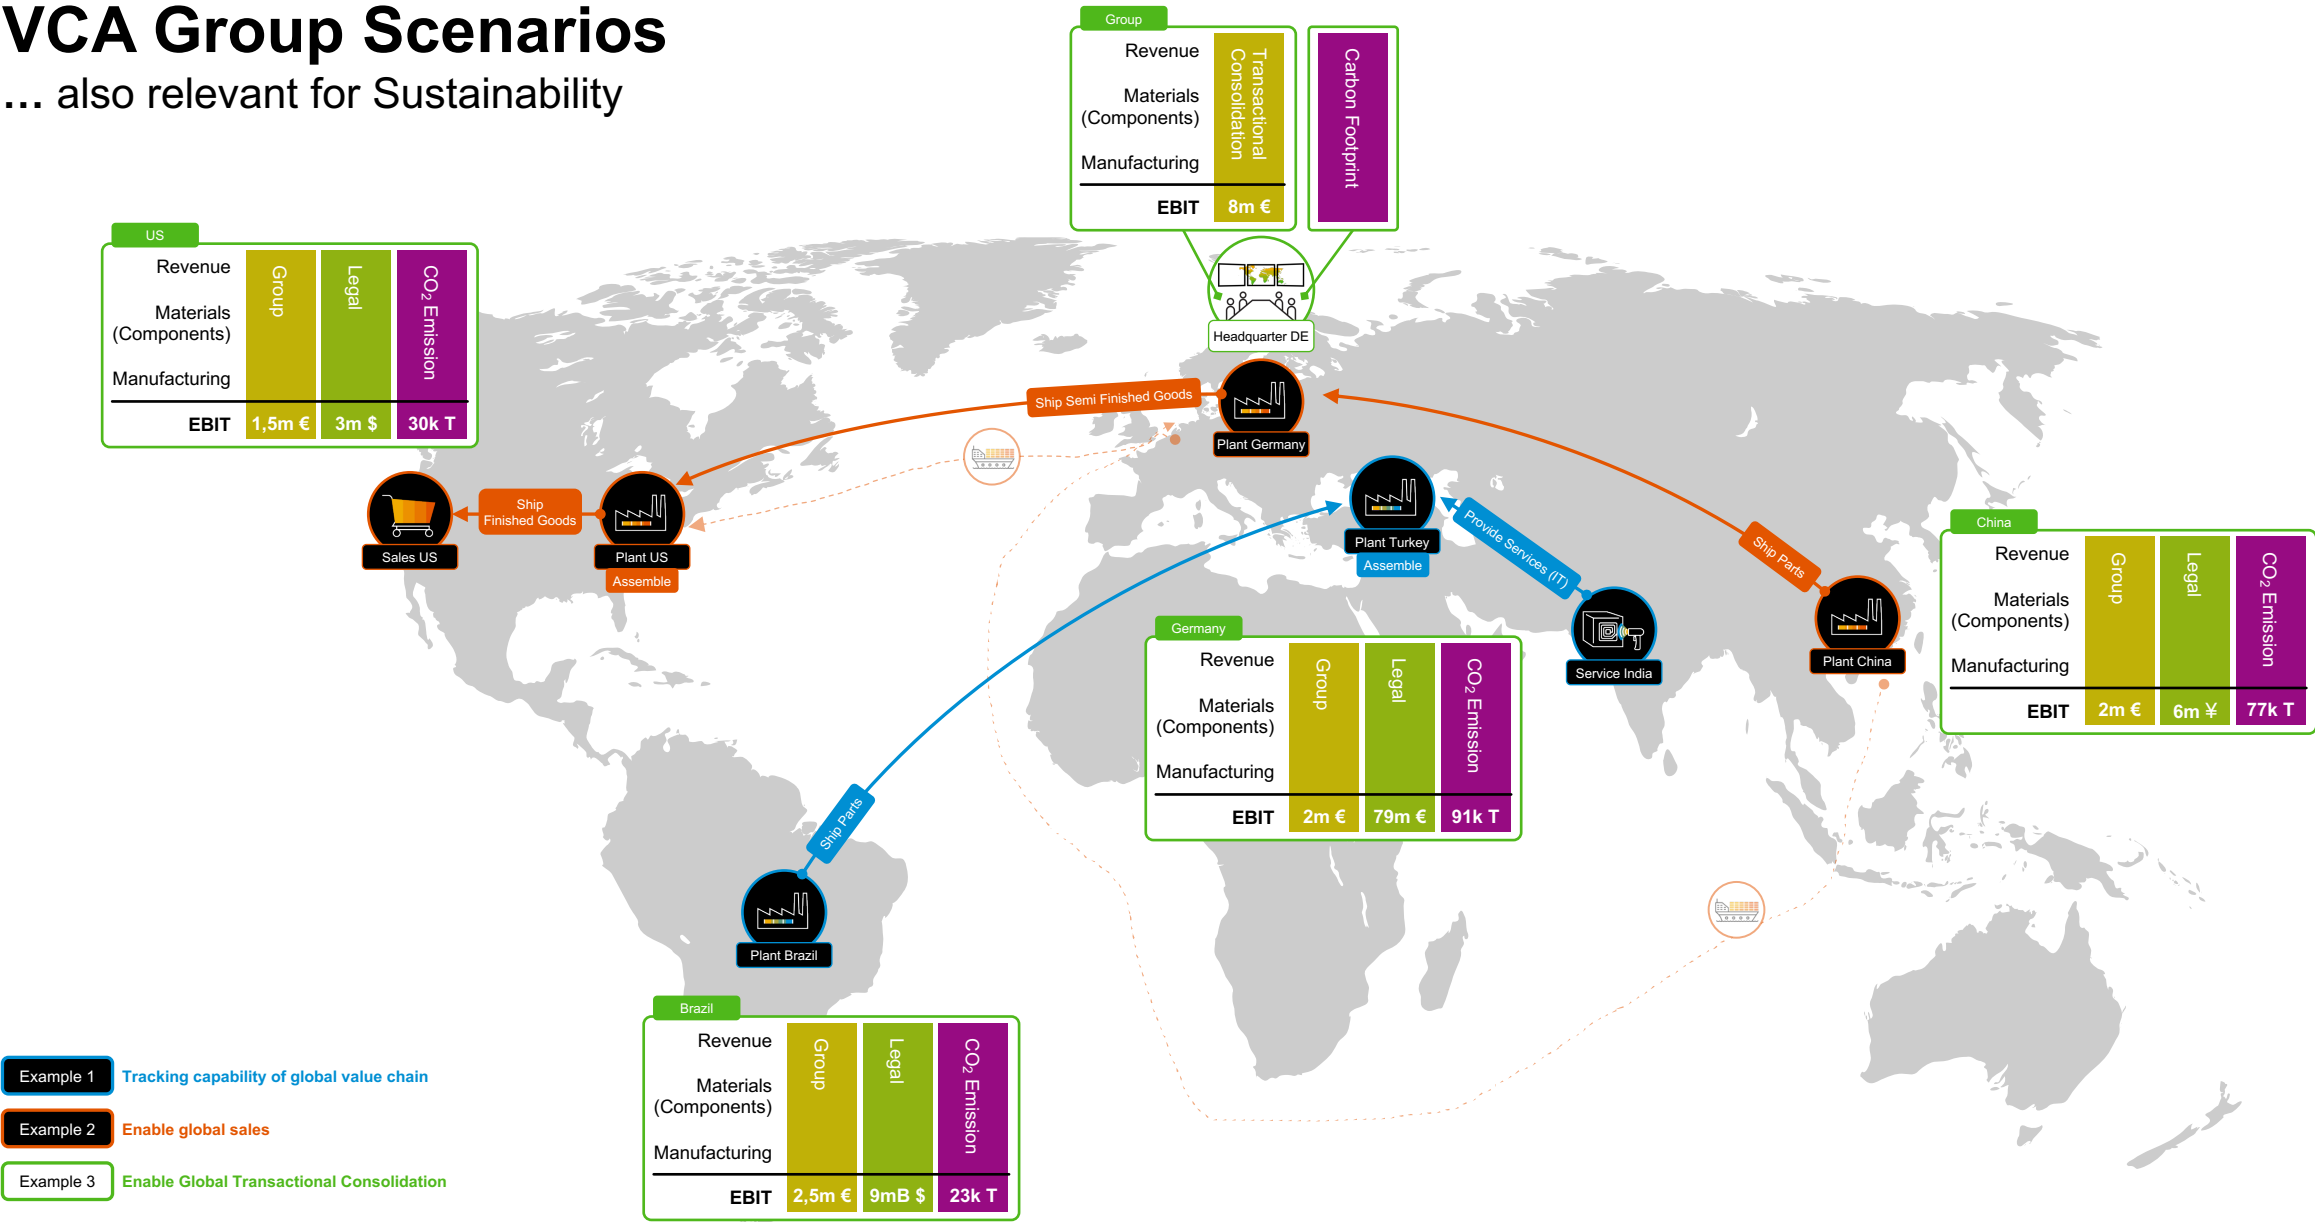 VCA Group Scenarios
... also relevant for Sustainability
Group
Revenue
Materials
(Components)
Manufacturing
EBIT
Transactional
Consolidation
8m €
Carbon Footprint
Headquarter DE
US
Revenue
Materials
(Components)
Manufacturing
EBIT
Group
1,5m €
Legal
3m $
CO₂ Emission
30k T
Ship Semi Finished Goods
Plant Germany
Ship
Finished Goods
Sales US
Plant US
Assemble
Plant Turkey
Assemble
Provide Services (IT)
Service India
Ship Parts
Plant China
China
Revenue
Materials
(Components)
Manufacturing
EBIT
Group
2m €
Legal
6m ¥
CO₂ Emission
77k T
Germany
Revenue
Materials
(Components)
Manufacturing
EBIT
Group
2m €
Legal
79m €
CO₂ Emission
91k T
Ship Parts
Plant Brazil
Brazil
Revenue
Materials
(Components)
Manufacturing
EBIT
Group
2,5m €
Legal
9mB $
CO₂ Emission
23k T
Example 1 Tracking capability of global value chain
Example 2 Enable global sales
Example 3 Enable Global Transactional Consolidation